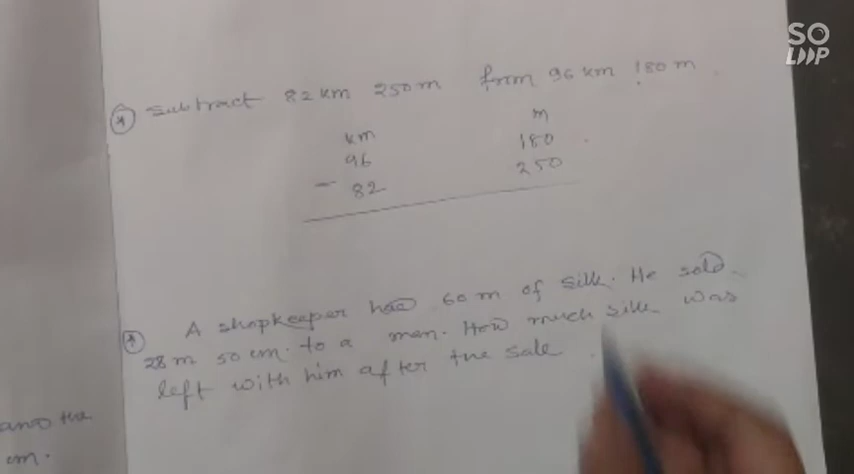 SO
LOOP
* Subtract 82 km 250 m from 96 km 180 m.
km m
96 180
- 82 250
* A shopkeeper had 60 m of silk. He sold
28 m 50 cm. to a man. How much silk was
left with him after the sale.
the
cm.